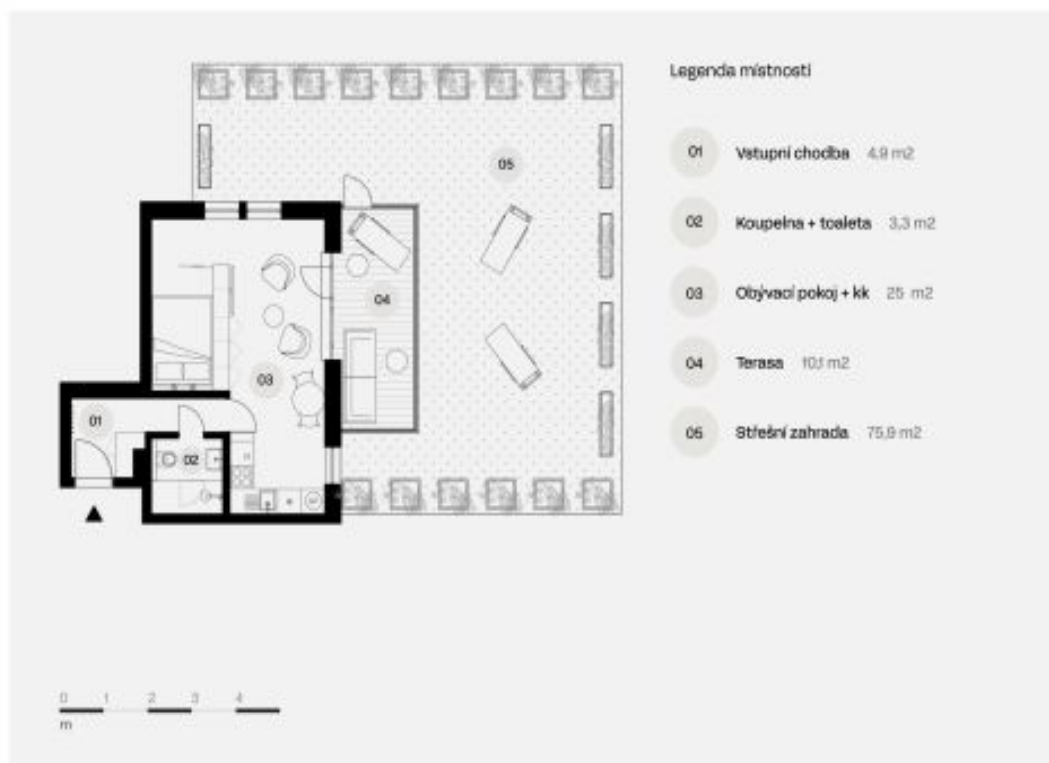 Legenda místností
01 Vstupní chodba 4,9 m2
02 Koupelna + toaleta 3,3 m2
03 Obývací pokoj + kk 25 m2
04 Terasa 10,1 m2
05 Střešní zahrada 75,9 m2
05
04
03
01
02
0 1 2 3 4
m